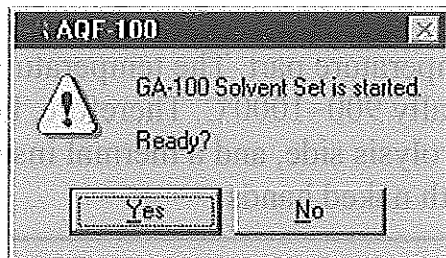 AQF-100
GA-100 Solvent Set is started.
Ready?
Yes
No